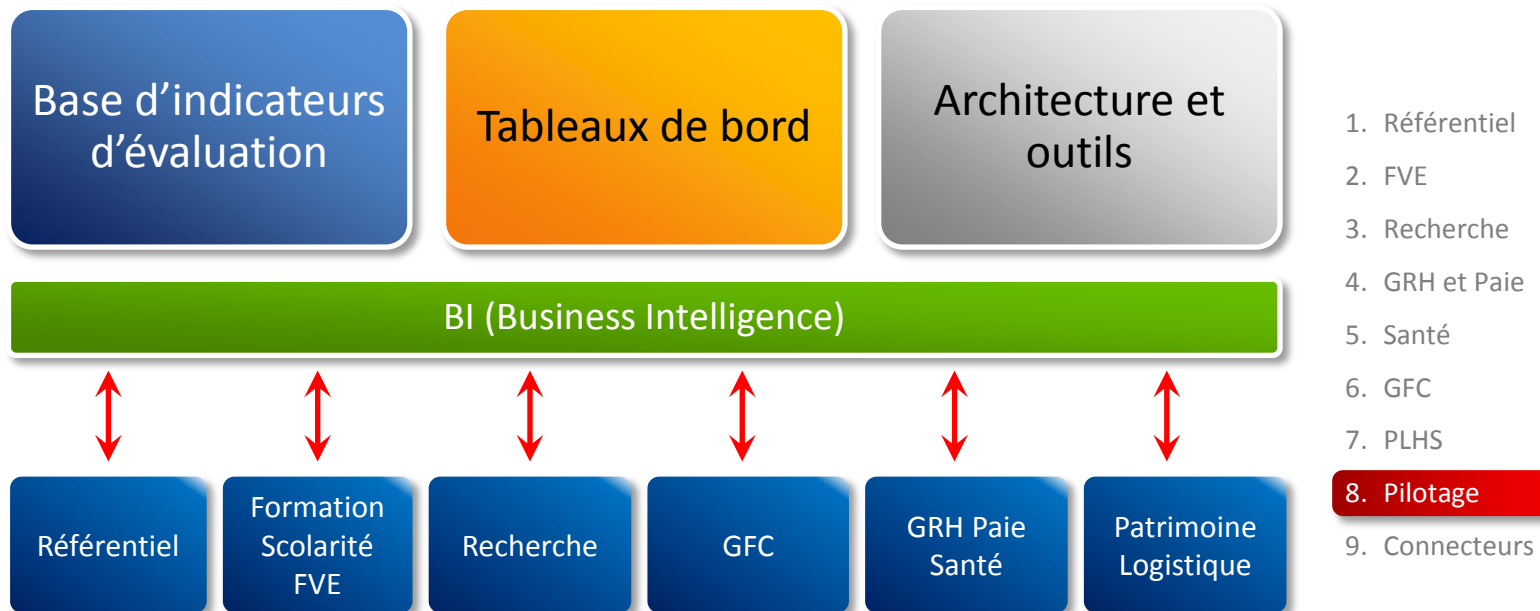 Base d’indicateurs
d’évaluation
Tableaux de bord
Architecture et
outils
BI (Business Intelligence)
Référentiel
Formation
Scolarité
FVE
Recherche
GFC
GRH Paie
Santé
Patrimoine
Logistique
1. Référentiel
2. FVE
3. Recherche
4. GRH et Paie
5. Santé
6. GFC
7. PLHS
8. Pilotage
9. Connecteurs